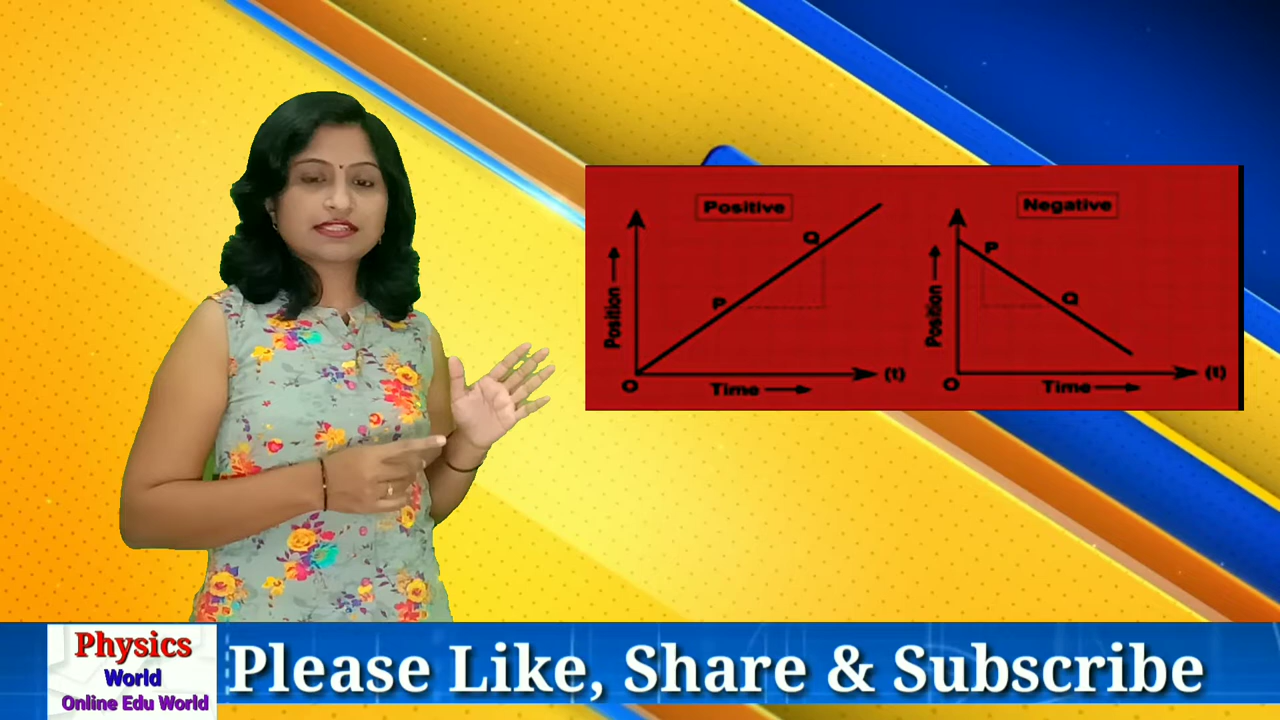 Positive
Q
P
Position
O
Time
(t)
Negative
P
Q
Position
O
Time
(t)
Physics
World
Online Edu World
Please Like, Share & Subscribe